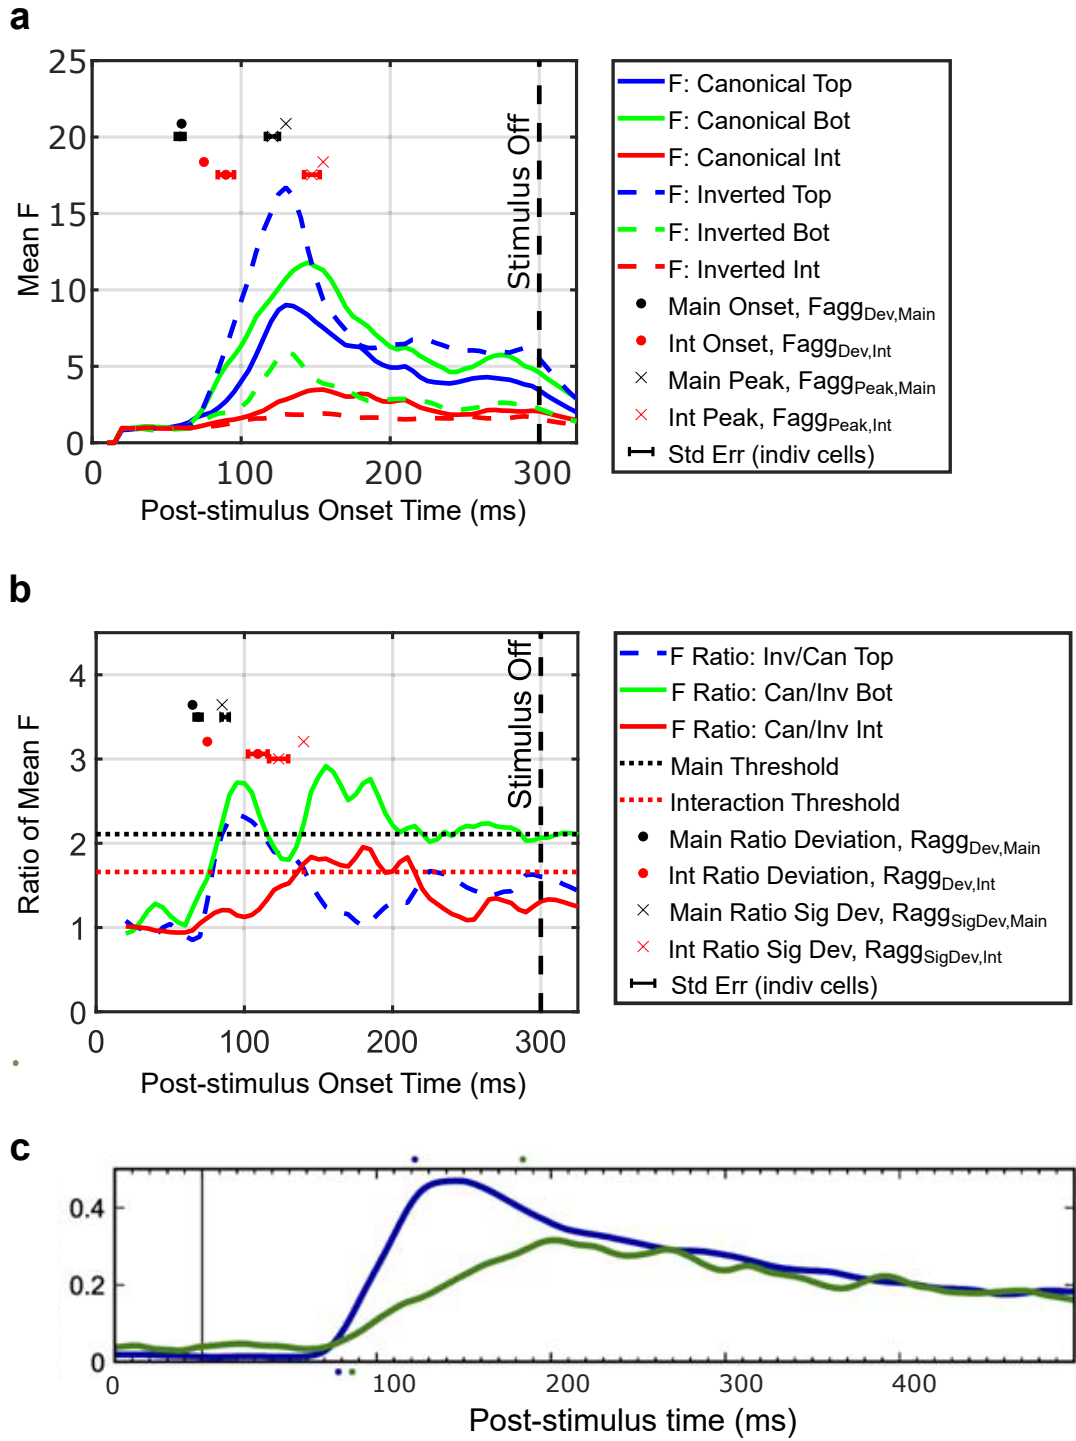 a
25
20
15
10
5
0
Mean F
Stimulus Off
0 100 200 300
Post-stimulus Onset Time (ms)
F: Canonical Top
F: Canonical Bot
F: Canonical Int
F: Inverted Top
F: Inverted Bot
F: Inverted Int
Main Onset, FaggDev,Main
Int Onset, FaggDev,Int
Main Peak, FaggPeak,Main
Int Peak, FaggPeak,Int
Std Err (indiv cells)
b
4
3
2
1
0
Ratio of Mean F
Stimulus Off
0 100 200 300
Post-stimulus Onset Time (ms)
F Ratio: Inv/Can Top
F Ratio: Can/Inv Bot
F Ratio: Can/Inv Int
Main Threshold
Interaction Threshold
Main Ratio Deviation, RaggDev,Main
Int Ratio Deviation, RaggDev,Int
Main Ratio Sig Dev, RaggSigDev,Main
Int Ratio Sig Dev, RaggSigDev,Int
Std Err (indiv cells)
c
0.4
0.2
0
0 100 200 300 400
Post-stimulus time (ms)